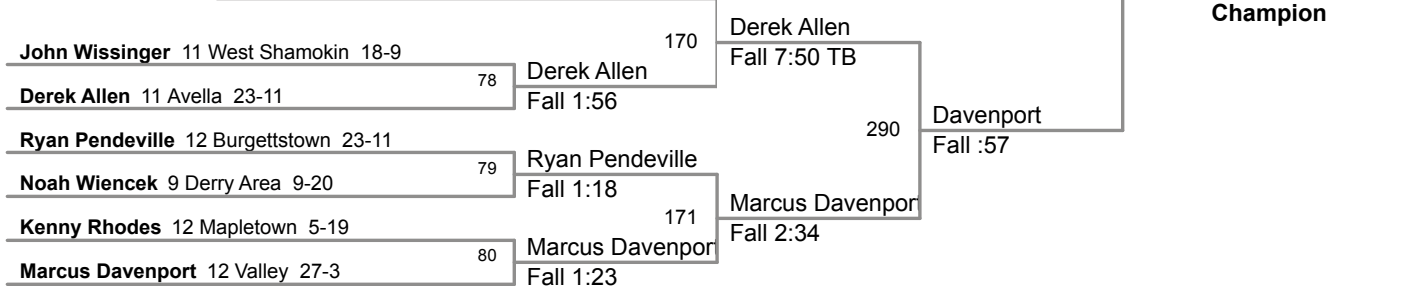 Champion
Derek Allen
170
Fall 7:50 TB
John Wissinger 11 West Shamokin 18-9
78
Derek Allen
Derek Allen 11 Avella 23-11
Fall 1:56
Davenport
290
Fall :57
Ryan Pendeville 12 Burgettstown 23-11
79
Ryan Pendeville
Noah Wiencek 9 Derry Area 9-20
Fall 1:18
Marcus Davenport
171
Fall 2:34
Kenny Rhodes 12 Mapletown 5-19
80
Marcus Davenport
Marcus Davenport 12 Valley 27-3
Fall 1:23